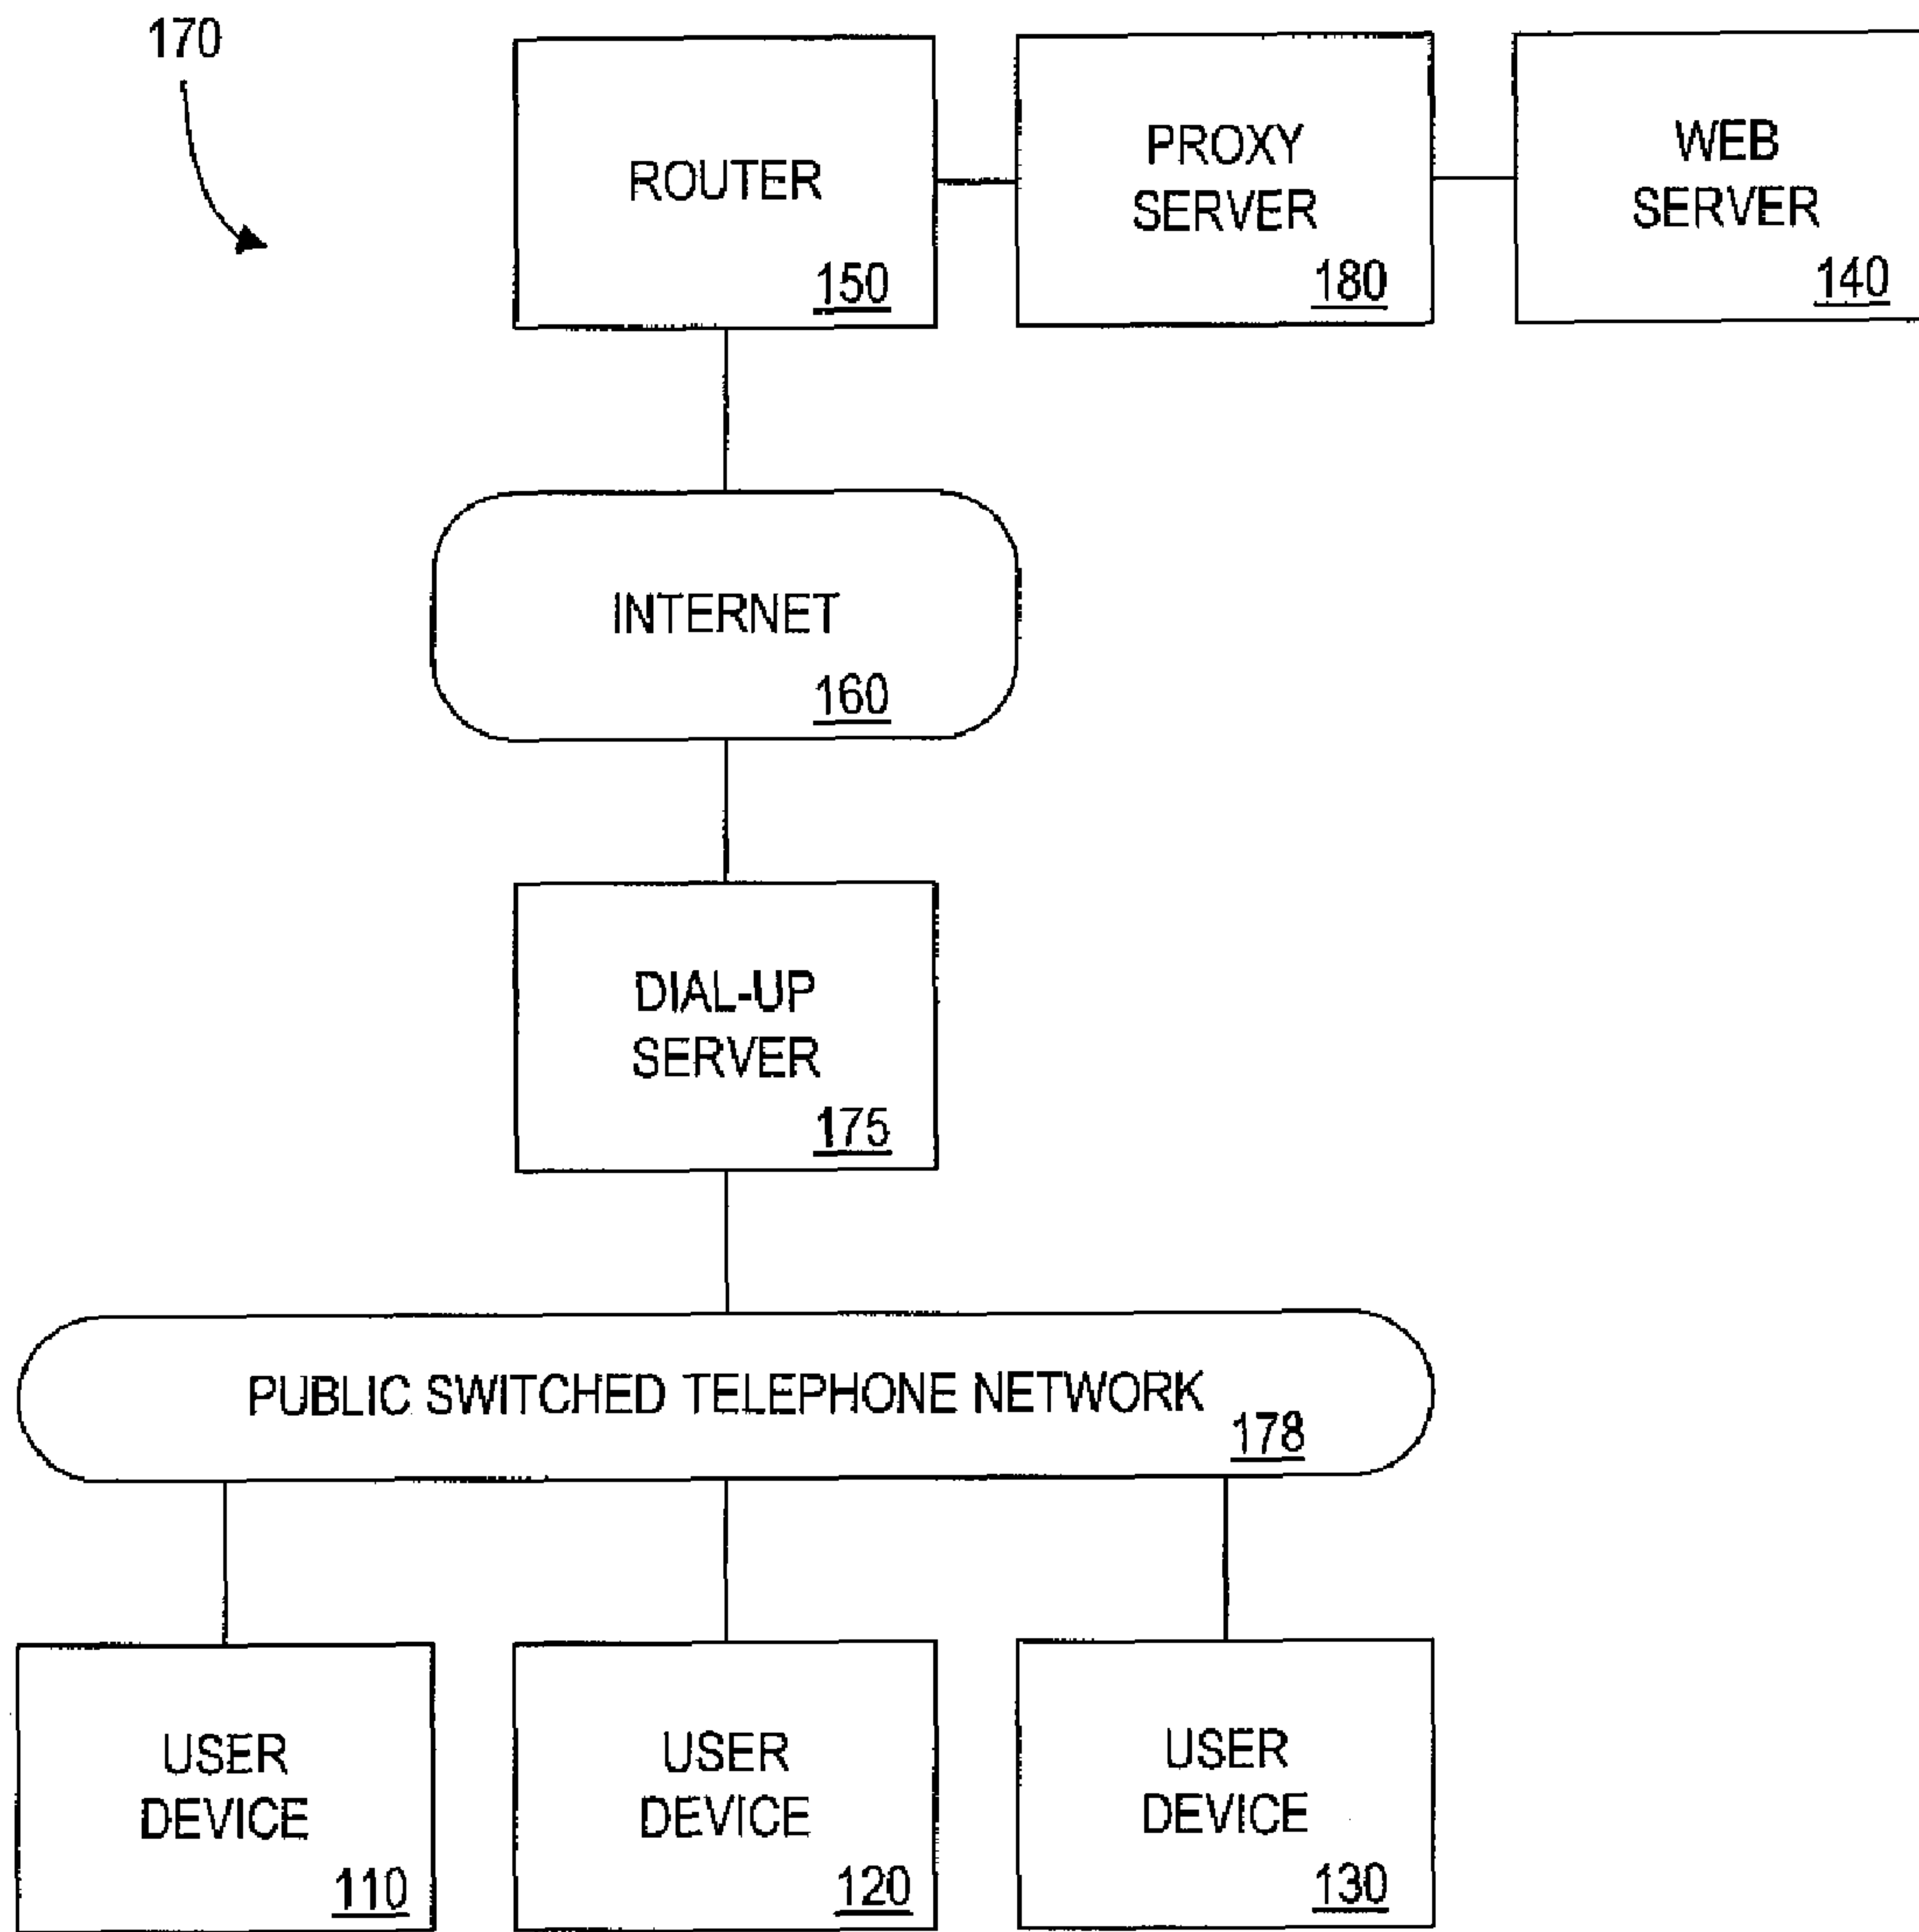 170
ROUTER
150
PROXY
SERVER
180
WEB
SERVER
140
INTERNET
160
DIAL-UP
SERVER
175
PUBLIC SWITCHED TELEPHONE NETWORK
178
USER
DEVICE
110
USER
DEVICE
120
USER
DEVICE
130